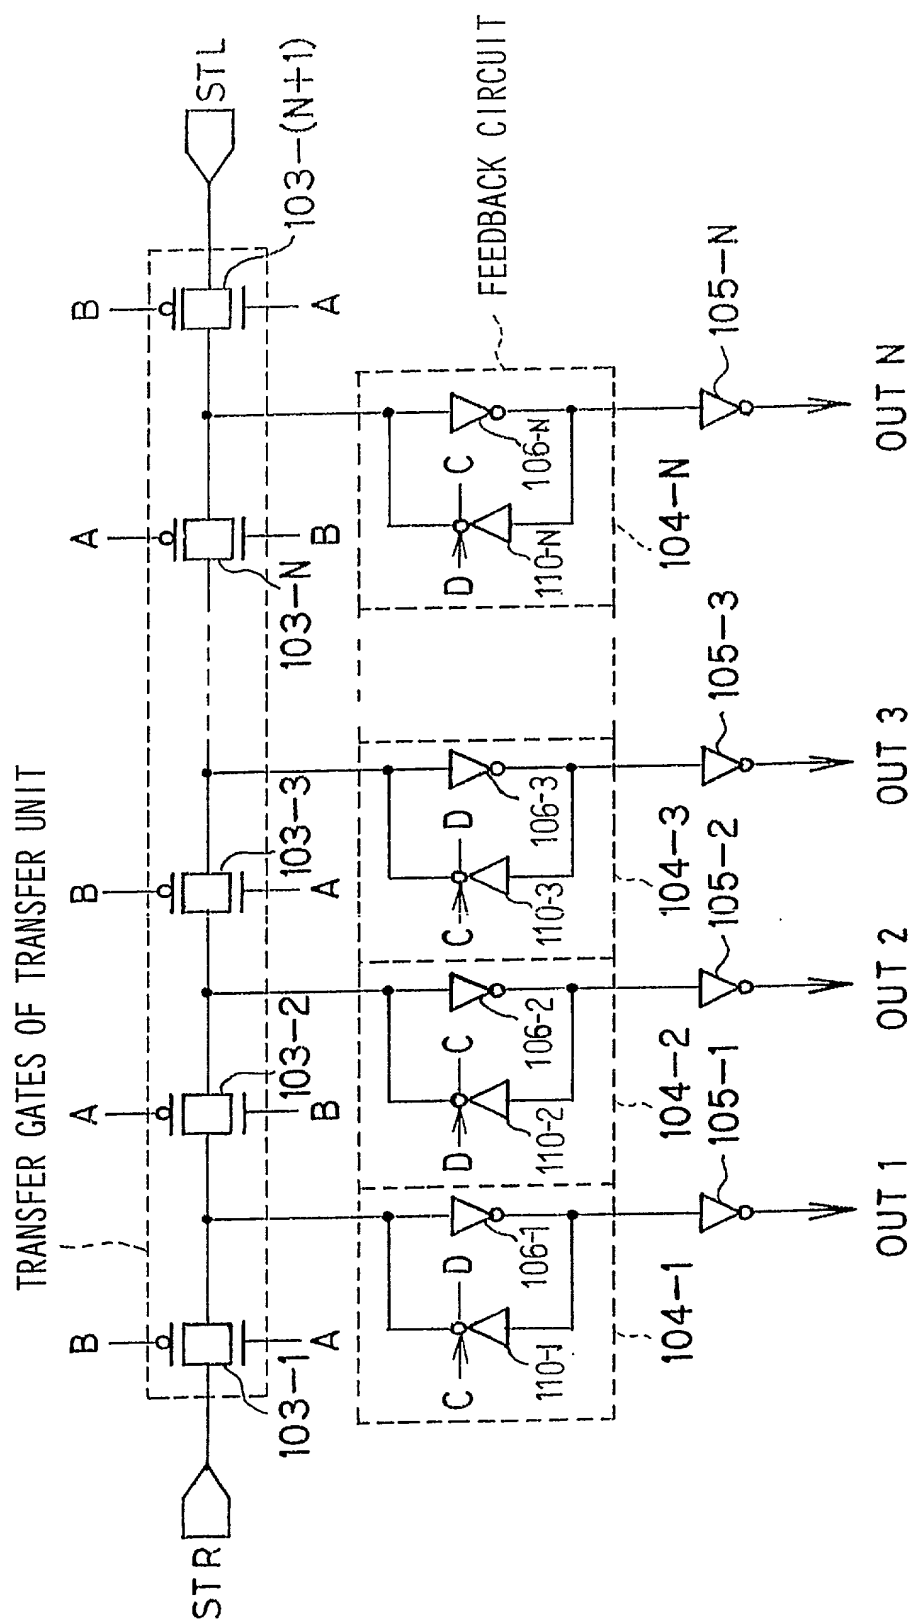 TRANSFER GATES OF TRANSFER UNIT
B
A
B
A
B
STR
STL
103-1
A
103-2
B
103-3
A
103-N
B
103-(N+1)
A
FEEDBACK CIRCUIT
C
D
D
C
C
D
D
C
110-1
106-1
110-2
106-2
110-3
106-3
110-N
106-N
104-1
104-2
104-3
104-N
105-1
105-2
105-3
105-N
OUT 1
OUT 2
OUT 3
OUT N